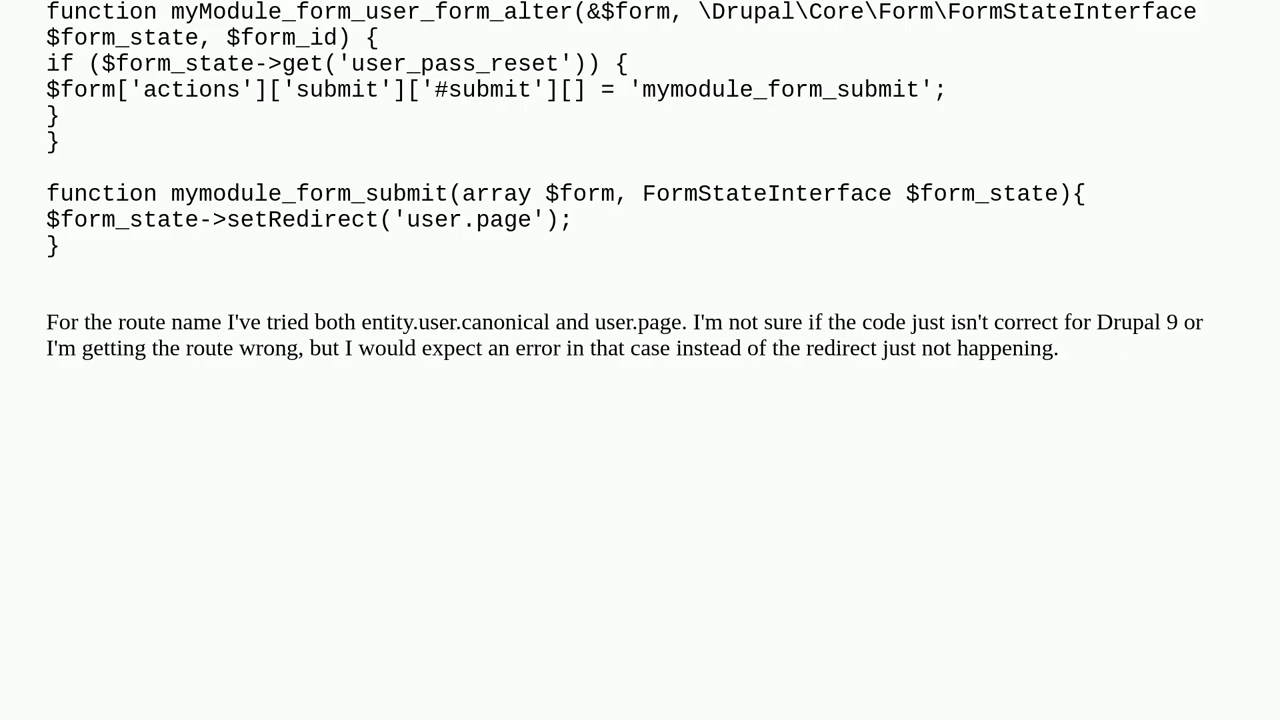 function myModule_form_user_form_alter(&$form, \Drupal\Core\Form\FormStateInterface
$form_state, $form_id) {
if ($form_state->get('user_pass_reset')) {
$form['actions']['submit']['#submit'][] = 'mymodule_form_submit';
}
}

function mymodule_form_submit(array $form, FormStateInterface $form_state){
$form_state->setRedirect('user.page');
}

For the route name I've tried both entity.user.canonical and user.page. I'm not sure if the code just isn't correct for Drupal 9 or
I'm getting the route wrong, but I would expect an error in that case instead of the redirect just not happening.